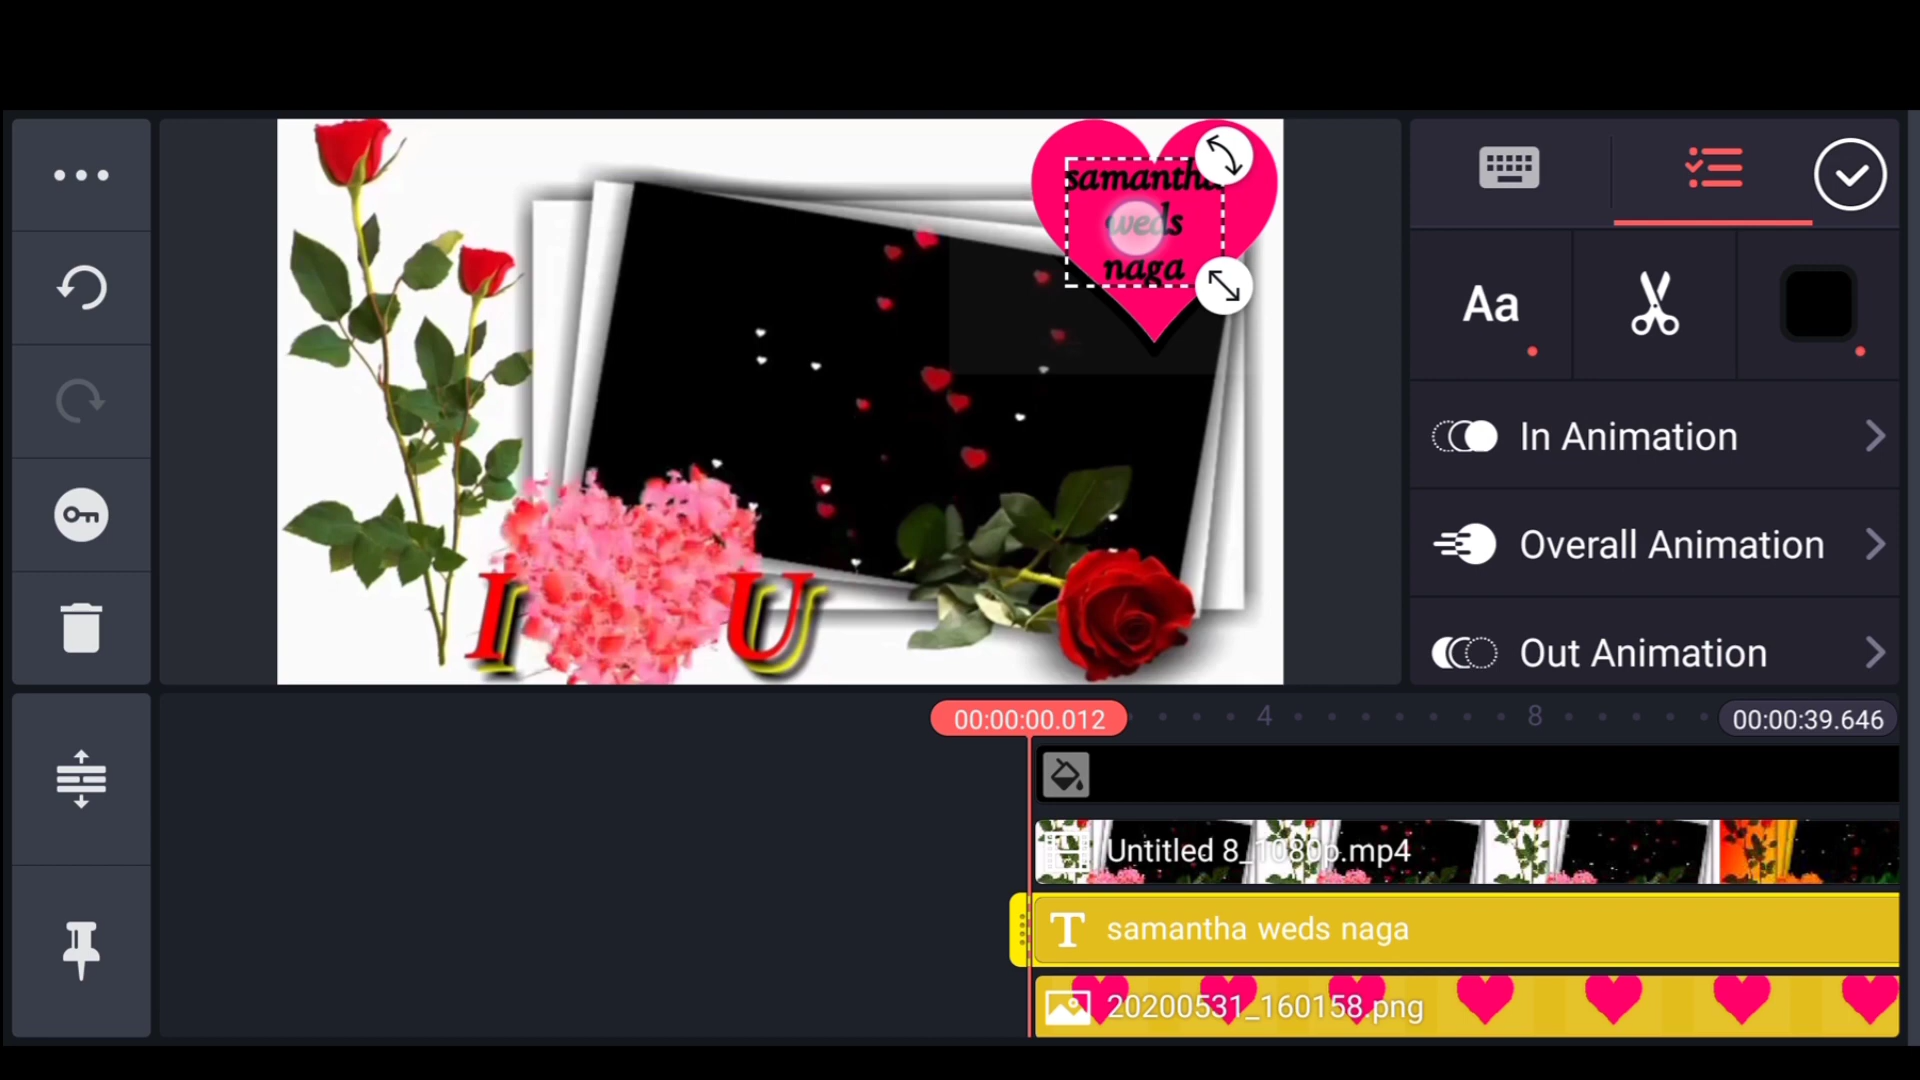 samantha
weds
naga
I U
Aa
In Animation
Overall Animation
Out Animation
00:00:00.012
4
8
00:00:39.646
Untitled 8_1080p.mp4
T samantha weds naga
20200531_160158.png